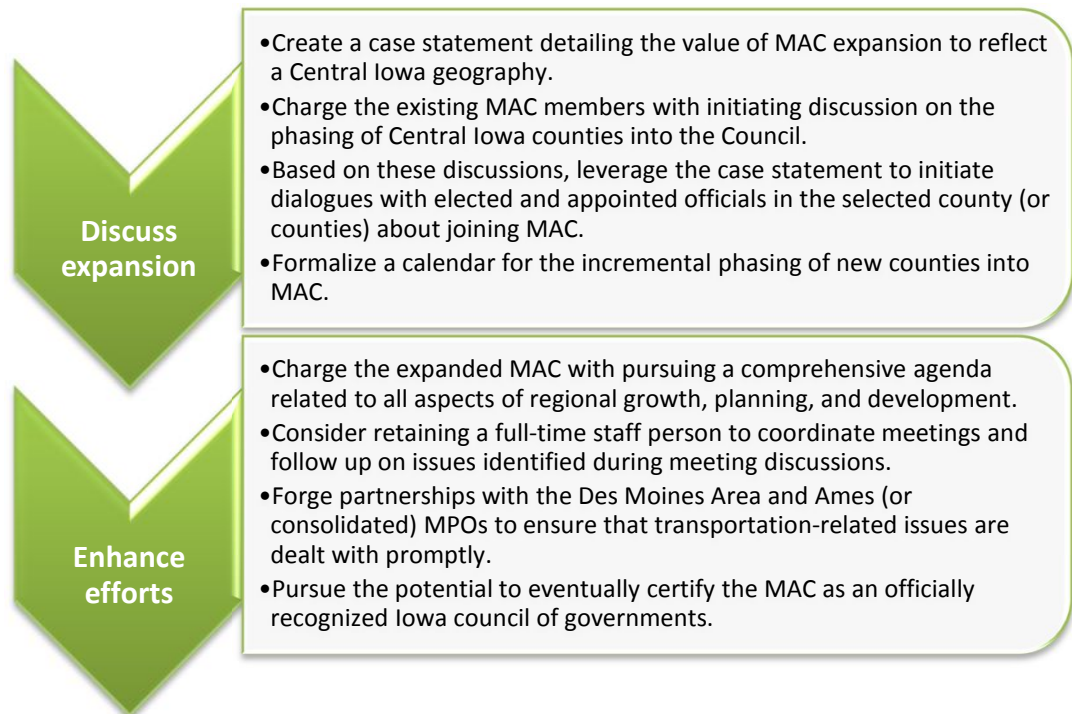 Discuss
expansion
•Create a case statement detailing the value of MAC expansion to reflect
a Central Iowa geography.
•Charge the existing MAC members with initiating discussion on the
phasing of Central Iowa counties into the Council.
•Based on these discussions, leverage the case statement to initiate
dialogues with elected and appointed officials in the selected county (or
counties) about joining MAC.
•Formalize a calendar for the incremental phasing of new counties into
MAC.
Enhance
efforts
•Charge the expanded MAC with pursuing a comprehensive agenda
related to all aspects of regional growth, planning, and development.
•Consider retaining a full-time staff person to coordinate meetings and
follow up on issues identified during meeting discussions.
•Forge partnerships with the Des Moines Area and Ames (or
consolidated) MPOs to ensure that transportation-related issues are
dealt with promptly.
•Pursue the potential to eventually certify the MAC as an officially
recognized Iowa council of governments.